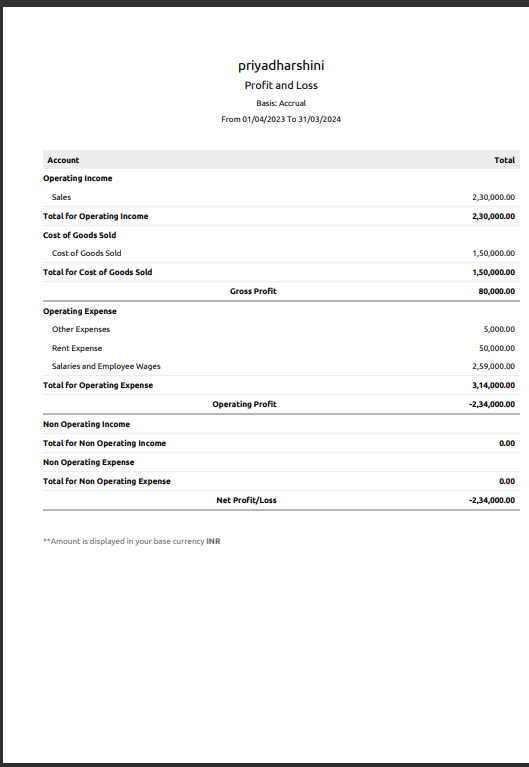 priyadharshini
Profit and Loss
Basis: Accrual
From 01/04/2023 To 31/03/2024
Account Total
Operating Income
Sales 2,30,000.00
Total for Operating Income 2,30,000.00
Cost of Goods Sold
Cost of Goods Sold 1,50,000.00
Total for Cost of Goods Sold 1,50,000.00
Gross Profit 80,000.00
Operating Expense
Other Expenses 5,000.00
Rent Expense 50,000.00
Salaries and Employee Wages 2,59,000.00
Total for Operating Expense 3,14,000.00
Operating Profit -2,34,000.00
Non Operating Income
Total for Non Operating Income 0.00
Non Operating Expense
Total for Non Operating Expense 0.00
Net Profit/Loss -2,34,000.00
**Amount is displayed in your base currency INR